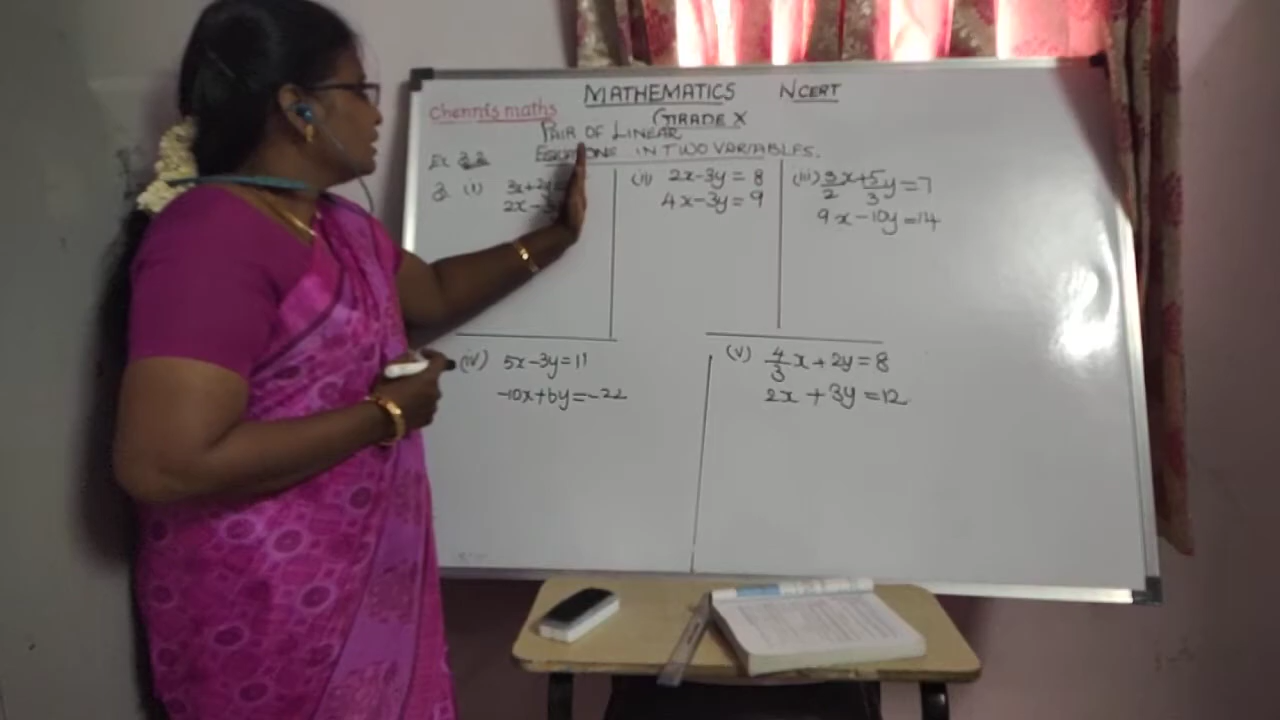 MATHEMATICS NCERT
Chennis maths
GRADE X
PAIR OF LINEAR
EQUATIONS IN TWO VARIABLES.
Ex 3.2
3. (i) 3x+2y=
2x-3y
(ii) 2x-3y=8
4x-3y=9
(iii) 3/2 x+5/3 y=7
9x-10y=14
(iv) 5x-3y=11
-10x+6y=-22
(v) 4/3 x+2y=8
2x+3y=12